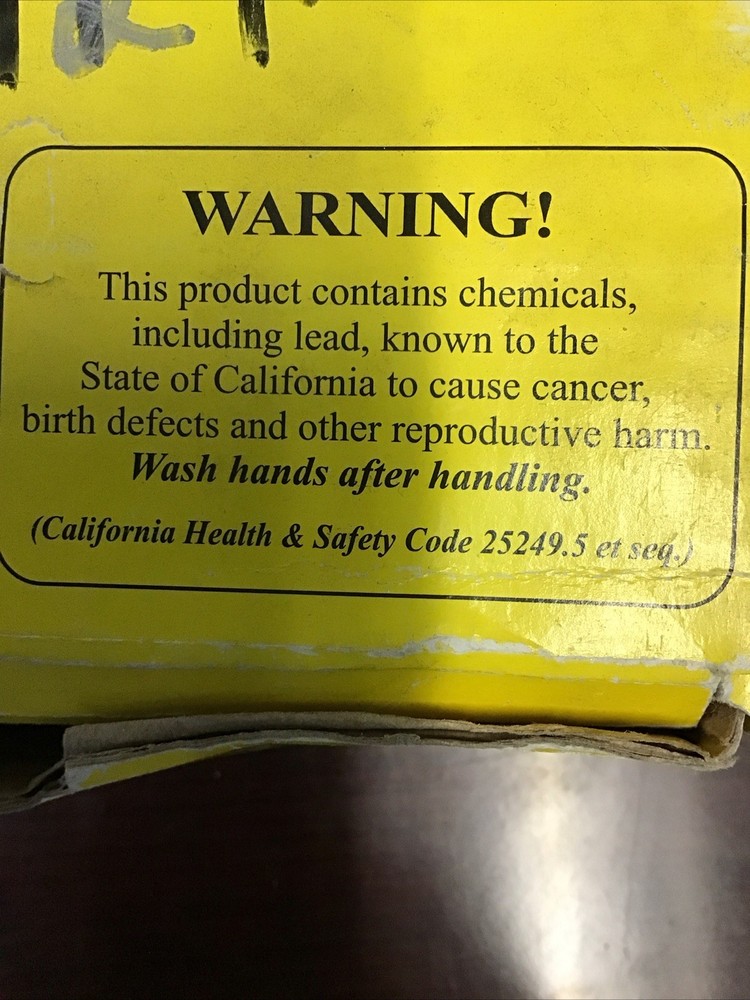 WARNING!
This product contains chemicals,
including lead, known to the
State of California to cause cancer,
birth defects and other reproductive harm.
Wash hands after handling.
(California Health & Safety Code 25249.5 et seq.)